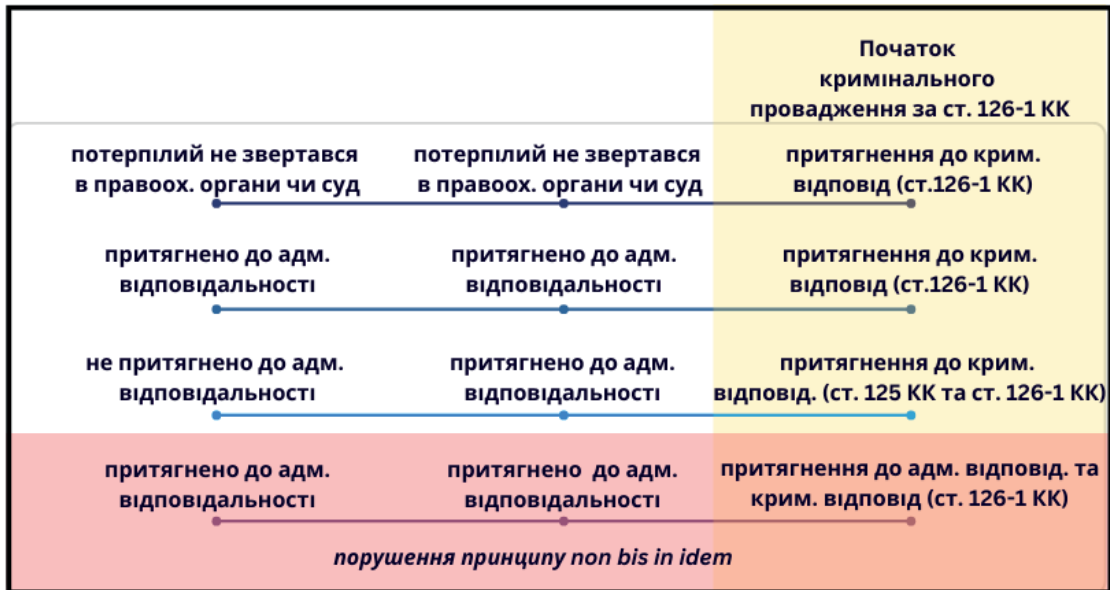 Початок
кримінального
провадження за ст. 126-1 КК
потерпілий не звертався
в правоох. органи чи суд
потерпілий не звертався
в правоох. органи чи суд
притягнення до крим.
відповід (ст.126-1 КК)
притягнено до адм.
відповідальності
притягнено до адм.
відповідальності
притягнення до крим.
відповід (ст.126-1 КК)
не притягнено до адм.
відповідальності
притягнено до адм.
відповідальності
притягнення до крим.
відповід. (ст. 125 КК та ст. 126-1 КК)
притягнено до адм.
відповідальності
притягнено до адм.
відповідальності
притягнення до адм. відповід. та
крим. відповід (ст. 126-1 КК)
порушення принципу non bis in idem